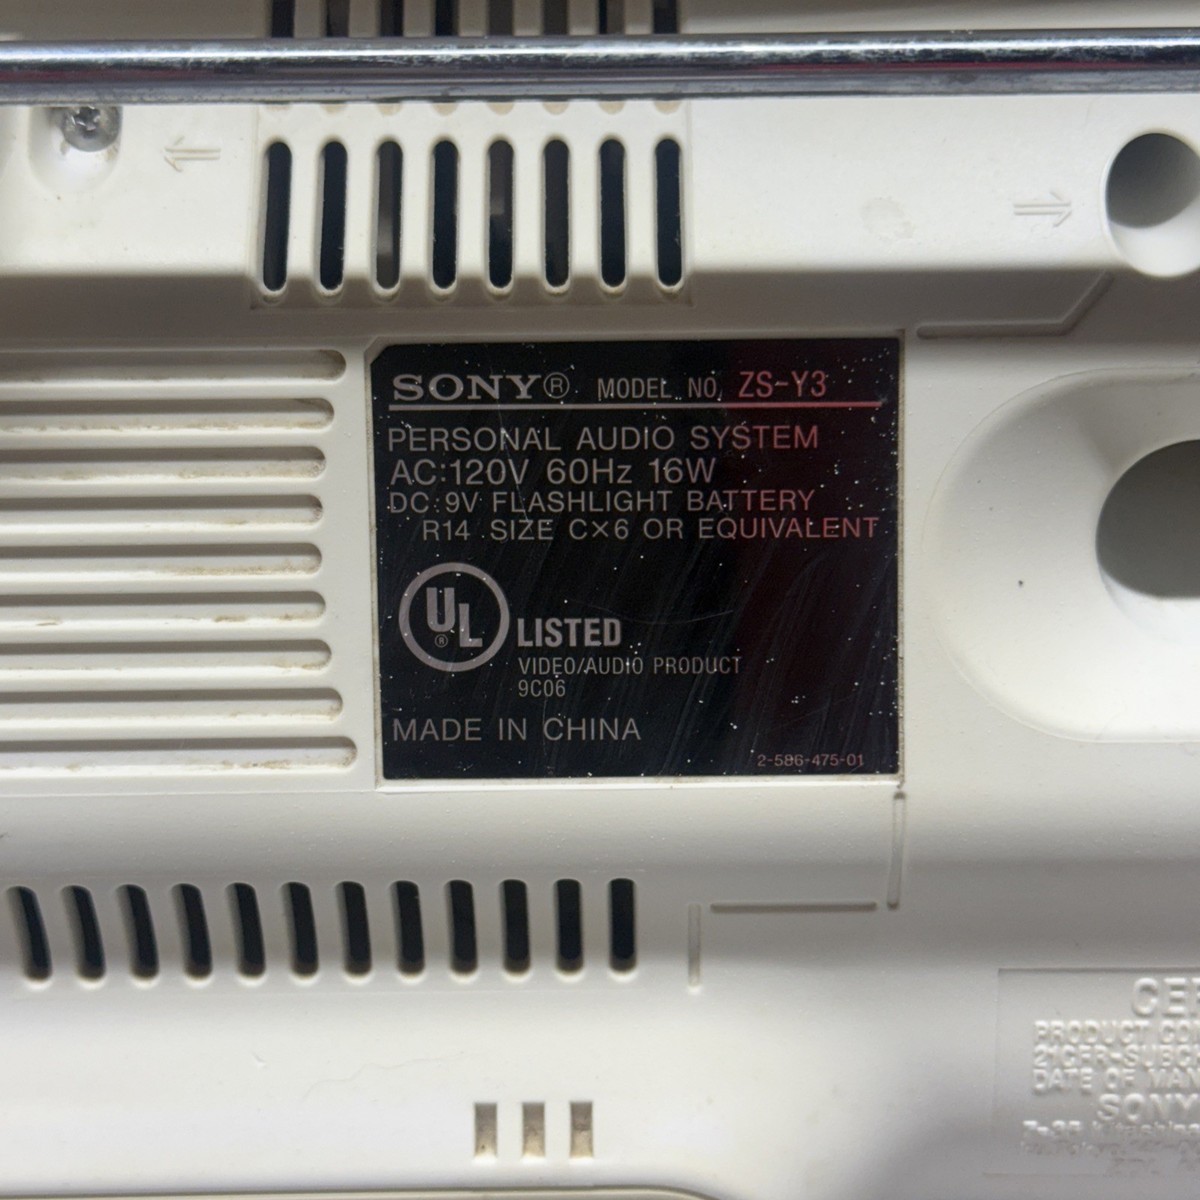 SONY® MODEL NO. ZS-Y3
PERSONAL AUDIO SYSTEM
AC:120V 60Hz 16W
DC:9V FLASHLIGHT BATTERY
R14 SIZE C×6 OR EQUIVALENT
UL® LISTED
VIDEO/AUDIO PRODUCT
9C06
MADE IN CHINA
2-586-475-01
PRODUCT
DATE OF
SONY